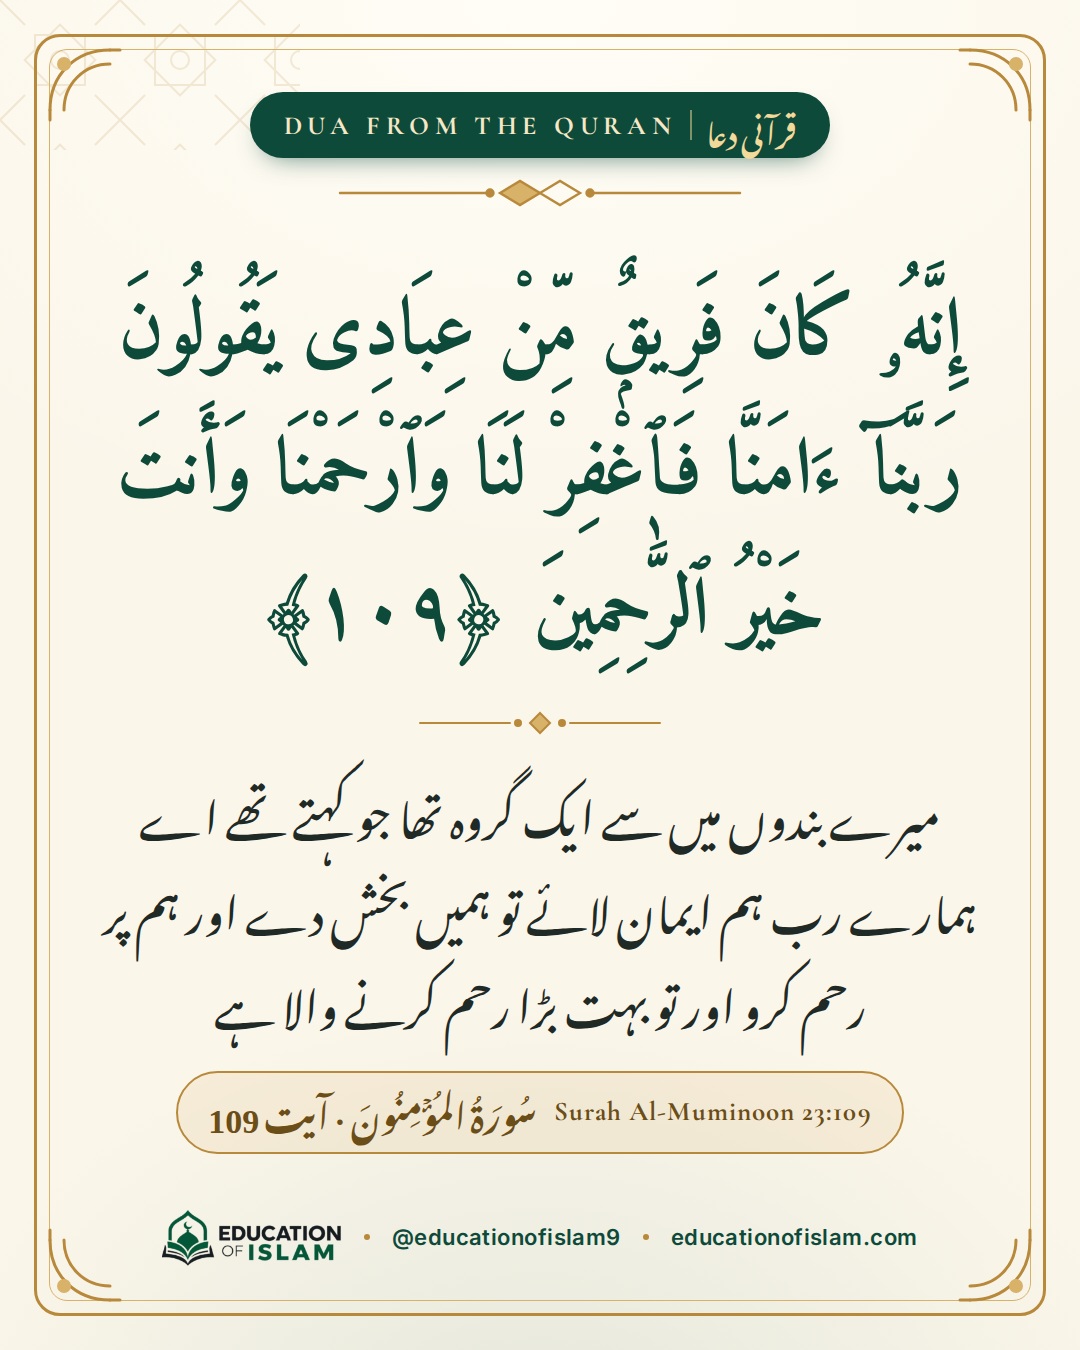 DUA FROM THE QURAN | قرآنی دعا
إِنَّهُۥ كَانَ فَرِيقٌۭ مِّنْ عِبَادِى يَقُولُونَ
رَبَّنَآ ءَامَنَّا فَٱغْفِرْ لَنَا وَٱرْحَمْنَا وَأَنتَ
خَيْرُ ٱلرَّٰحِمِينَ ﴿١٠٩﴾
میرے بندوں میں سے ایک گروہ تھا جو کہتے تھے اے
ہمارے رب ہم ایمان لائے تو ہمیں بخش دے اور ہم پر
رحم کرو اور تو بہت بڑا رحم کرنے والا ہے
سُورَةُ المُؤۡمِنُونَ · آیت 109 Surah Al-Muminoon 23:109
EDUCATION OF ISLAM • @educationofislam9 • educationofislam.com